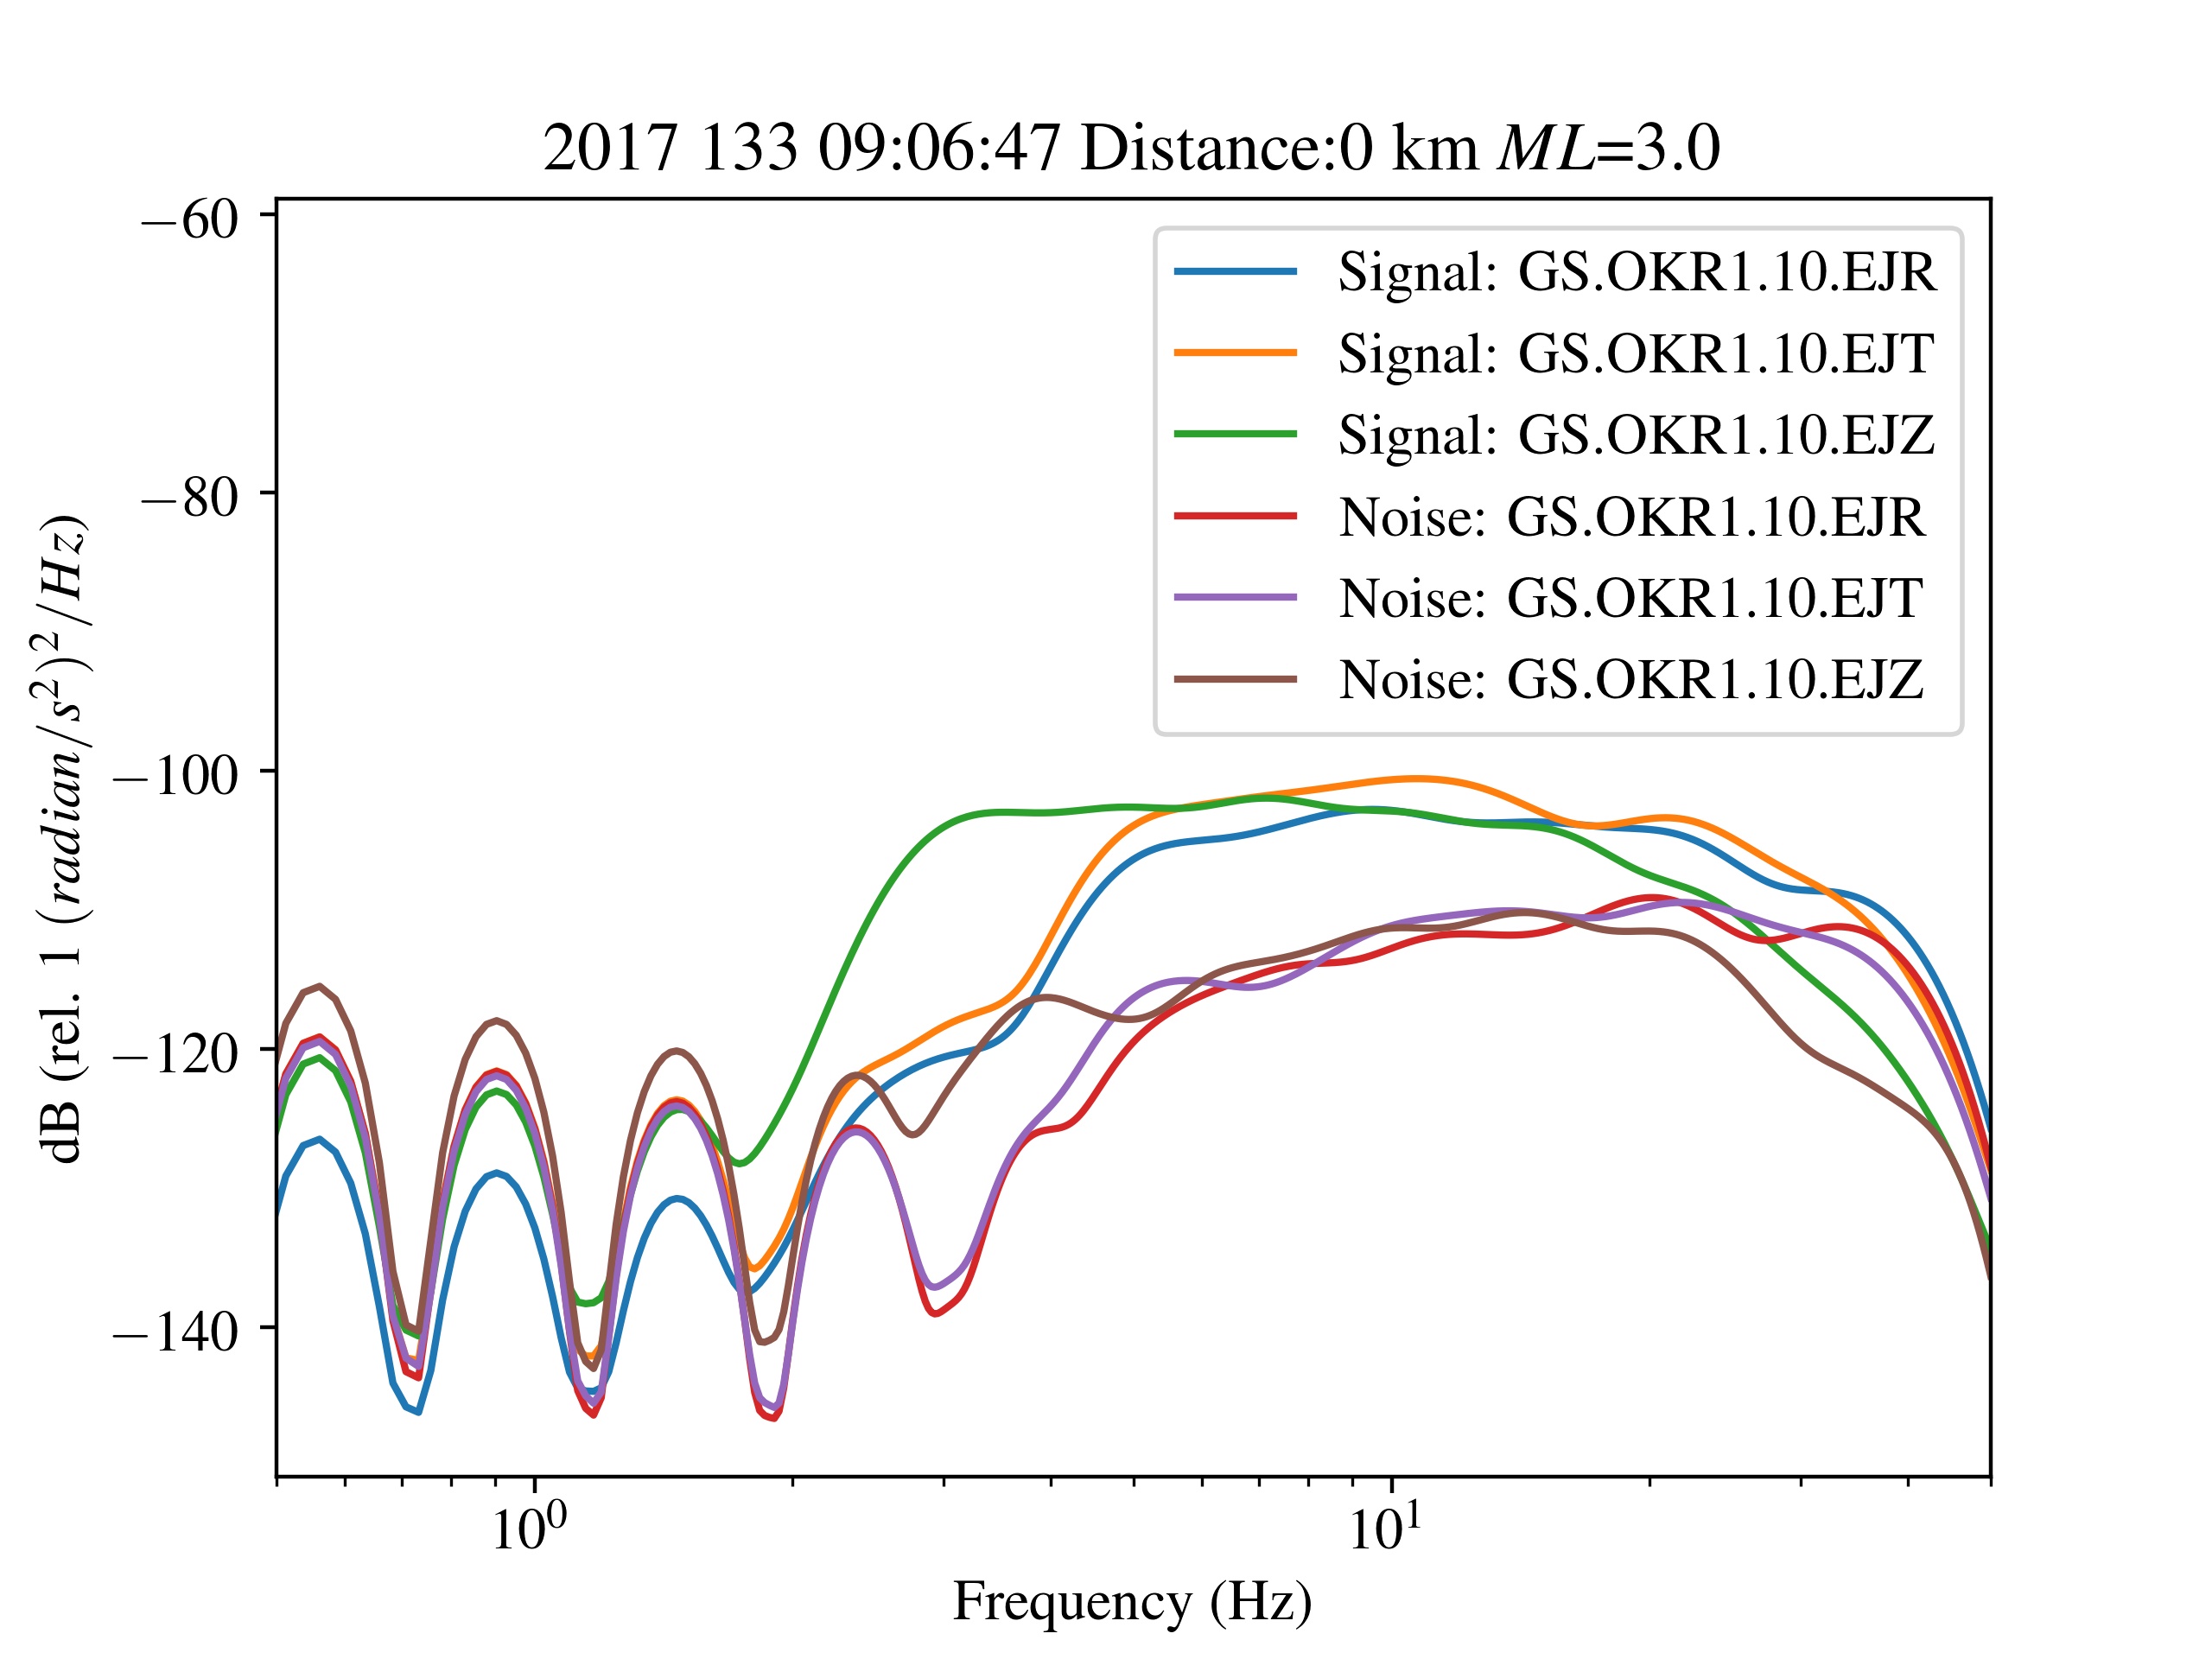 2017 133 09:06:47 Distance:0 km ML=3.0
−60
−80
−100
−120
−140
dB (rel. 1 (radian/s²)²/Hz)
Signal: GS.OKR1.10.EJR
Signal: GS.OKR1.10.EJT
Signal: GS.OKR1.10.EJZ
Noise: GS.OKR1.10.EJR
Noise: GS.OKR1.10.EJT
Noise: GS.OKR1.10.EJZ
10⁰ 10¹
Frequency (Hz)